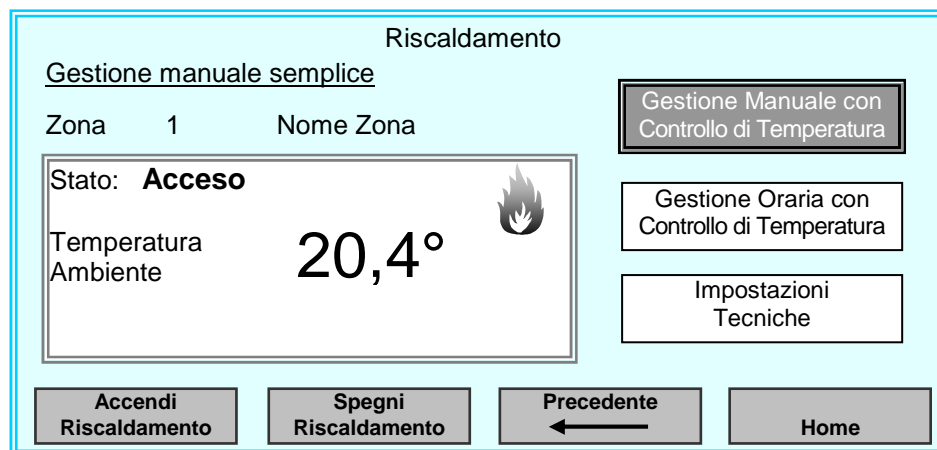 Riscaldamento
Gestione manuale semplice
Zona 1 Nome Zona
Stato: Acceso
Temperatura
Ambiente
20,4°
Gestione Manuale con
Controllo di Temperatura
Gestione Oraria con
Controllo di Temperatura
Impostazioni
Tecniche
Accendi
Riscaldamento
Spegni
Riscaldamento
Precedente
Home